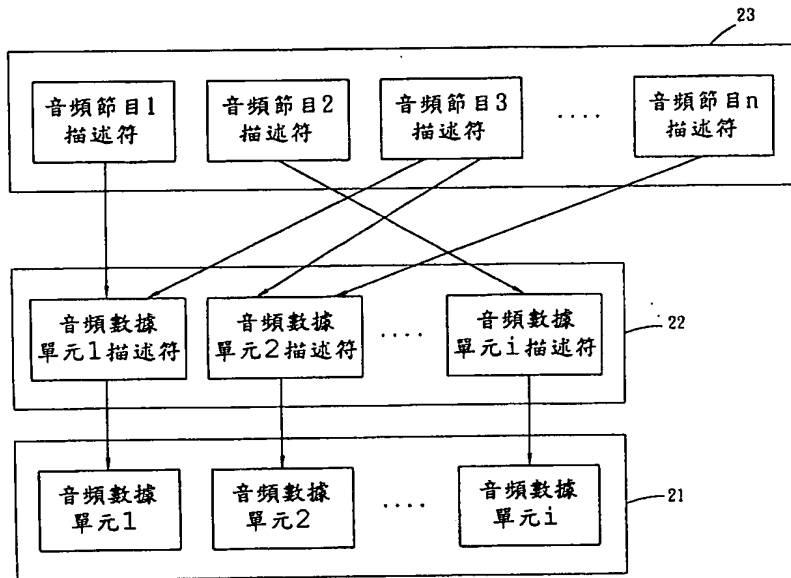 23
音頻節目1
描述符
音頻節目2
描述符
音頻節目3
描述符
....
音頻節目n
描述符
音頻數據
單元1描述符
音頻數據
單元2描述符
....
音頻數據
單元i描述符
22
音頻數據
單元1
音頻數據
單元2
....
音頻數據
單元i
21